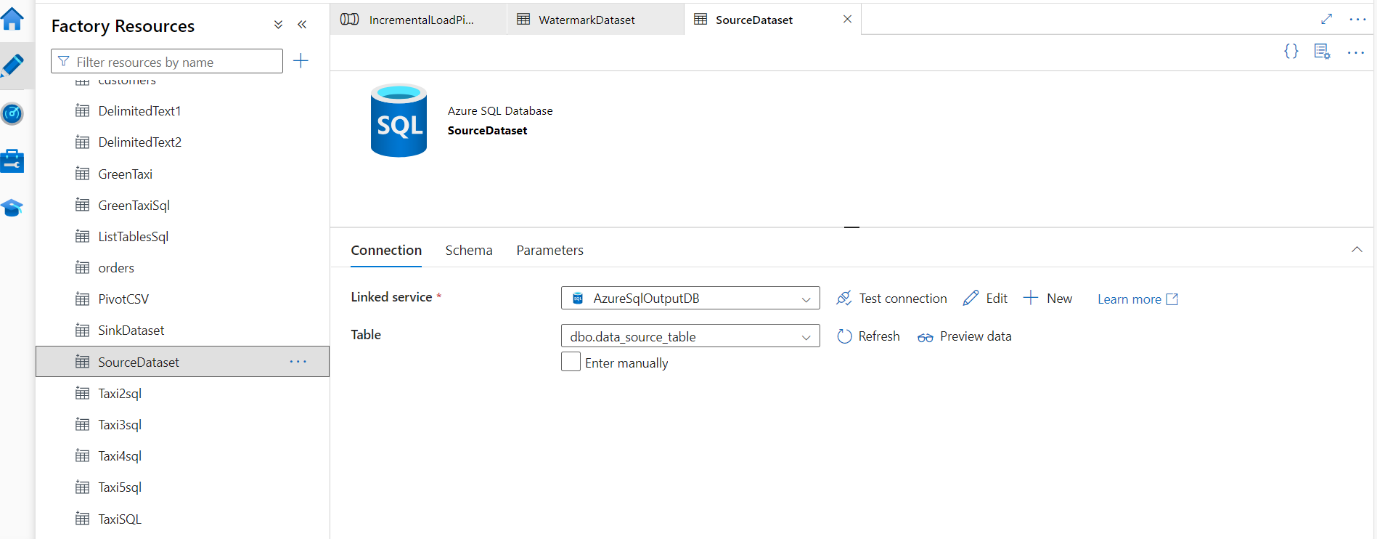 Factory Resources
Filter resources by name
customers
DelimitedText1
DelimitedText2
GreenTaxi
GreenTaxiSql
ListTablesSql
orders
PivotCSV
SinkDataset
SourceDataset
Taxi2sql
Taxi3sql
Taxi4sql
Taxi5sql
TaxiSQL
IncrementalLoadPi... WatermarkDataset SourceDataset
SQL
Azure SQL Database
SourceDataset
Connection Schema Parameters
Linked service * SQL AzureSqlOutputDB Test connection Edit New Learn more
Table dbo.data_source_table Refresh Preview data
Enter manually